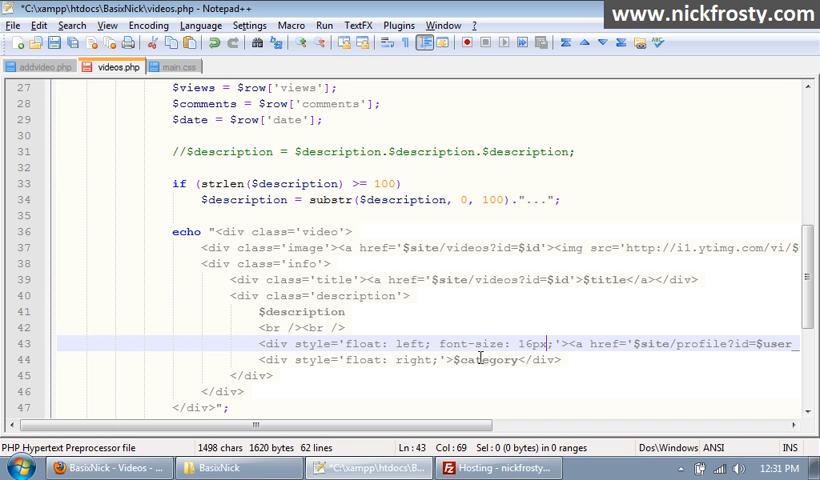 *C:\xampp\htdocs\BasixNick\videos.php - Notepad++
www.nickfrosty.com
File Edit Search View Encoding Language Settings Macro Run TextFX Plugins Window ?
addvideo.php videos.php main.css
27 $views = $row['views'];
28 $comments = $row['comments'];
29 $date = $row['date'];
30
31 //$description = $description.$description.$description;
32
33 if (strlen($description) >= 100)
34 $description = substr($description, 0, 100)."...";
35
36 echo "<div class='video'>
37 <div class='image'><a href='$site/videos?id=$id'><img src='http://i1.ytimg.com/vi/$
38 <div class='info'>
39 <div class='title'><a href='$site/videos?id=$id'>$title</a></div>
40 <div class='description'>
41 $description
42 <br /><br />
43 <div style='float: left; font-size: 16px;'><a href='$site/profile?id=$user_
44 <div style='float: right;'>$category</div>
45 </div>
46 </div>
47 </div>";
PHP Hypertext Preprocessor file 1498 chars 1620 bytes 62 lines Ln : 43 Col : 69 Sel : 0 (0 bytes) in 0 ranges Dos\Windows ANSI INS
BasixNick - Videos - ... BasixNick *C:\xampp\htdocs\B... Hosting - nickfrosty... 12:31 PM